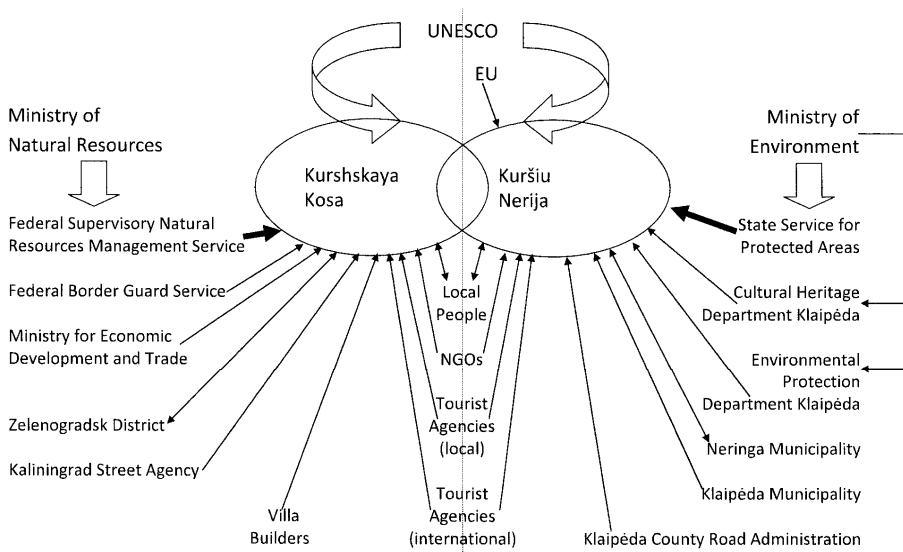 UNESCO
EU
Ministry of
Natural Resources
Ministry of
Environment
Kurshskaya
Kosa
Kuršiu
Nerija
Federal Supervisory Natural
Resources Management Service
State Service for
Protected Areas
Federal Border Guard Service
Local
People
Cultural Heritage
Department Klaipėda
Ministry for Economic
Development and Trade
NGOs
Environmental
Protection
Department Klaipėda
Zelenogradsk District
Tourist
Agencies
(local)
Neringa Municipality
Kaliningrad Street Agency
Klaipėda Municipality
Villa
Builders
Tourist
Agencies
(international)
Klaipėda County Road Administration